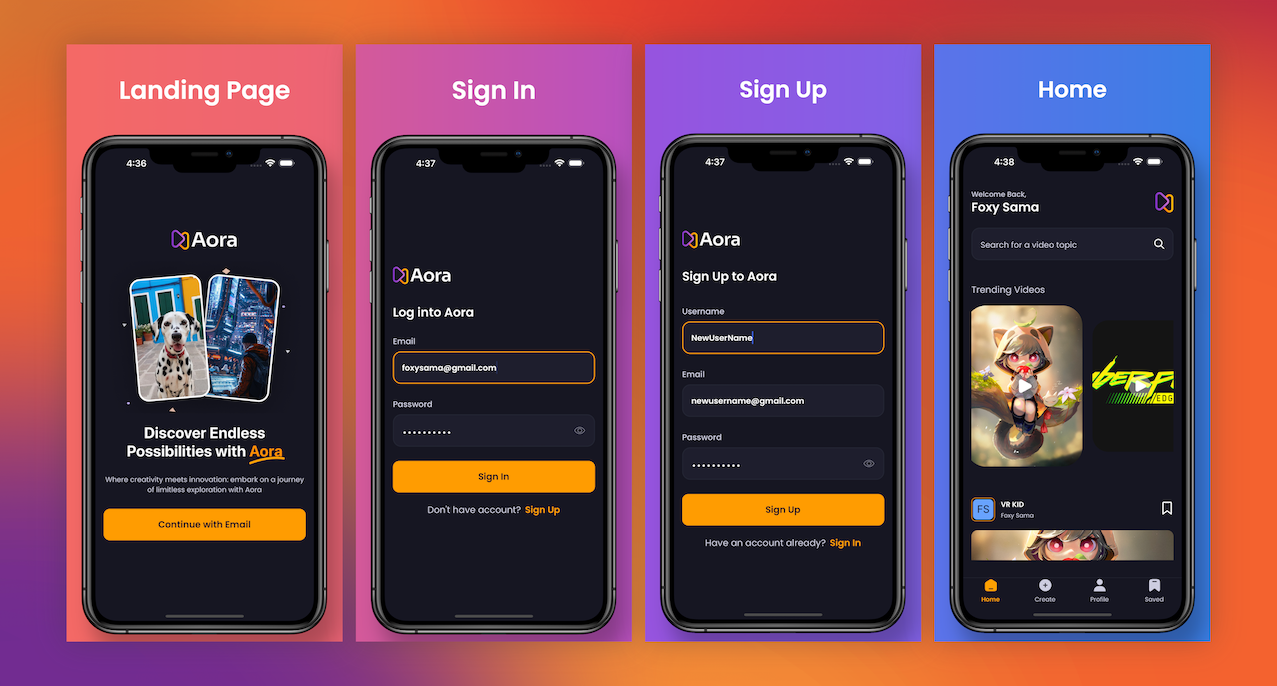 Landing Page
4:36
Aora
Discover Endless
Possibilities with Aora
Where creativity meets innovation: embark on a journey
of limitless exploration with Aora
Continue with Email
Sign In
4:37
Aora
Log into Aora
Email
foxysama@gmail.com
Password
Sign In
Don't have account? Sign Up
Sign Up
4:37
Aora
Sign Up to Aora
Username
NewUserName
Email
newusername@gmail.com
Password
Sign Up
Have an account already? Sign In
Home
4:38
Welcome Back,
Foxy Sama
Search for a video topic
Trending Videos
EDG
FS
VR KID
Foxy Sama
Home
Create
Profile
Saved